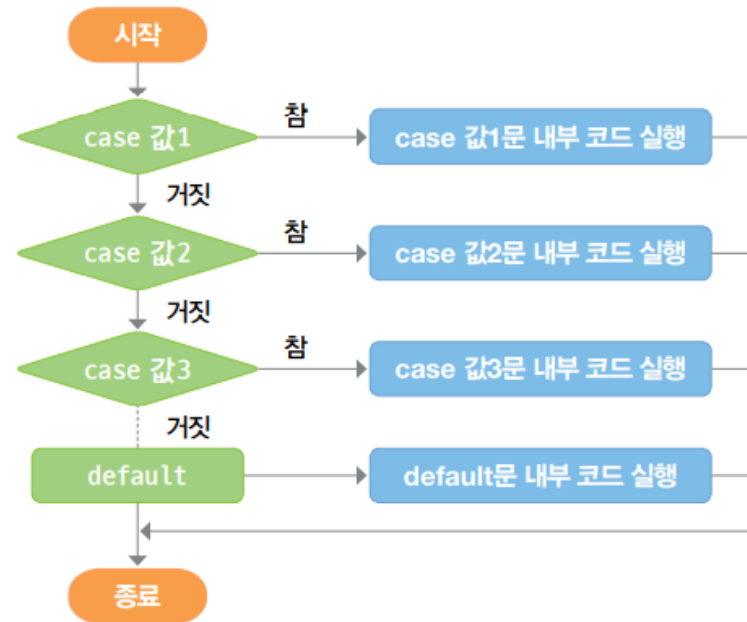 시작
case 값1
참
case 값1문 내부 코드 실행
거짓
case 값2
참
case 값2문 내부 코드 실행
거짓
case 값3
참
case 값3문 내부 코드 실행
거짓
default
default문 내부 코드 실행
종료